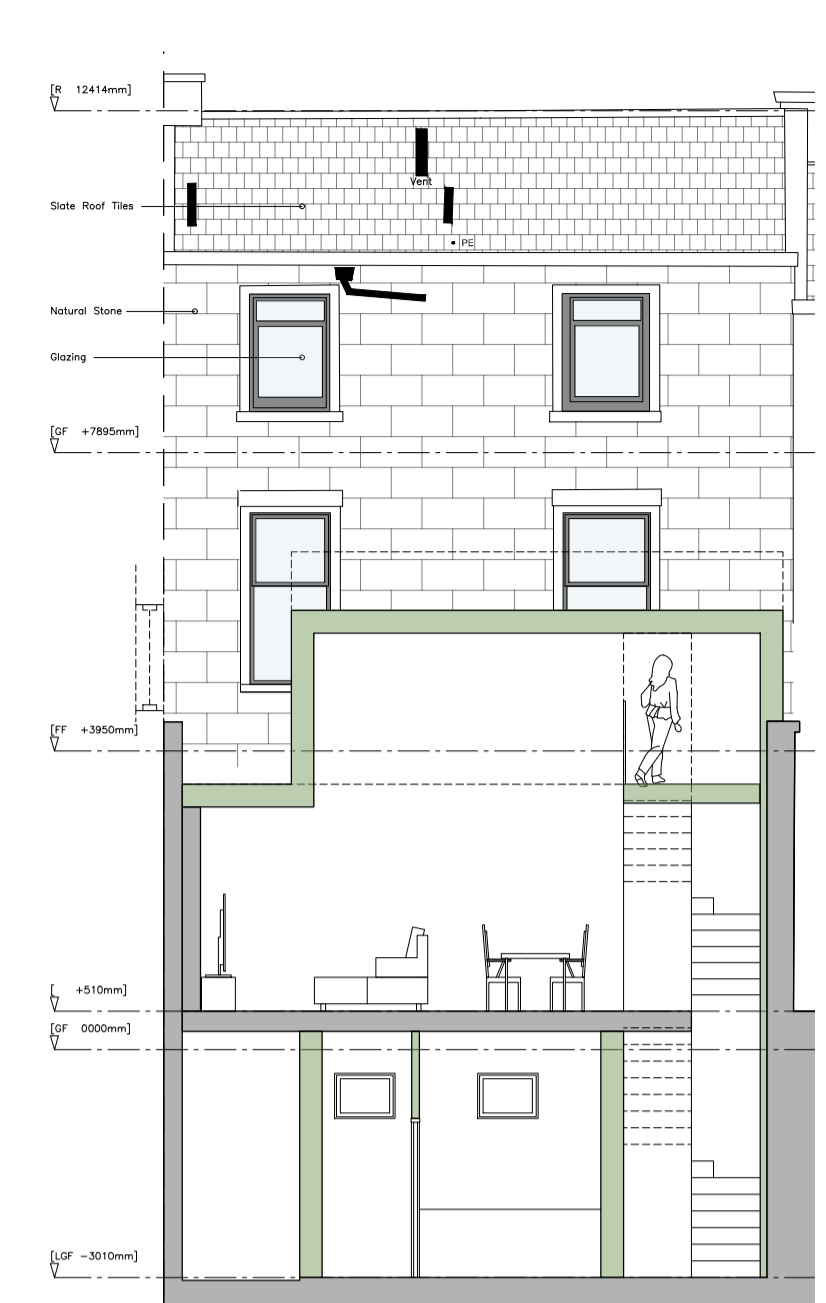 [R 12414mm]
Vent
Slate Roof Tiles
PE
Natural Stone
Glazing
[GF +7895mm]
[FF +3950mm]
[ +510mm]
[GF 0000mm]
[LGF -3010mm]